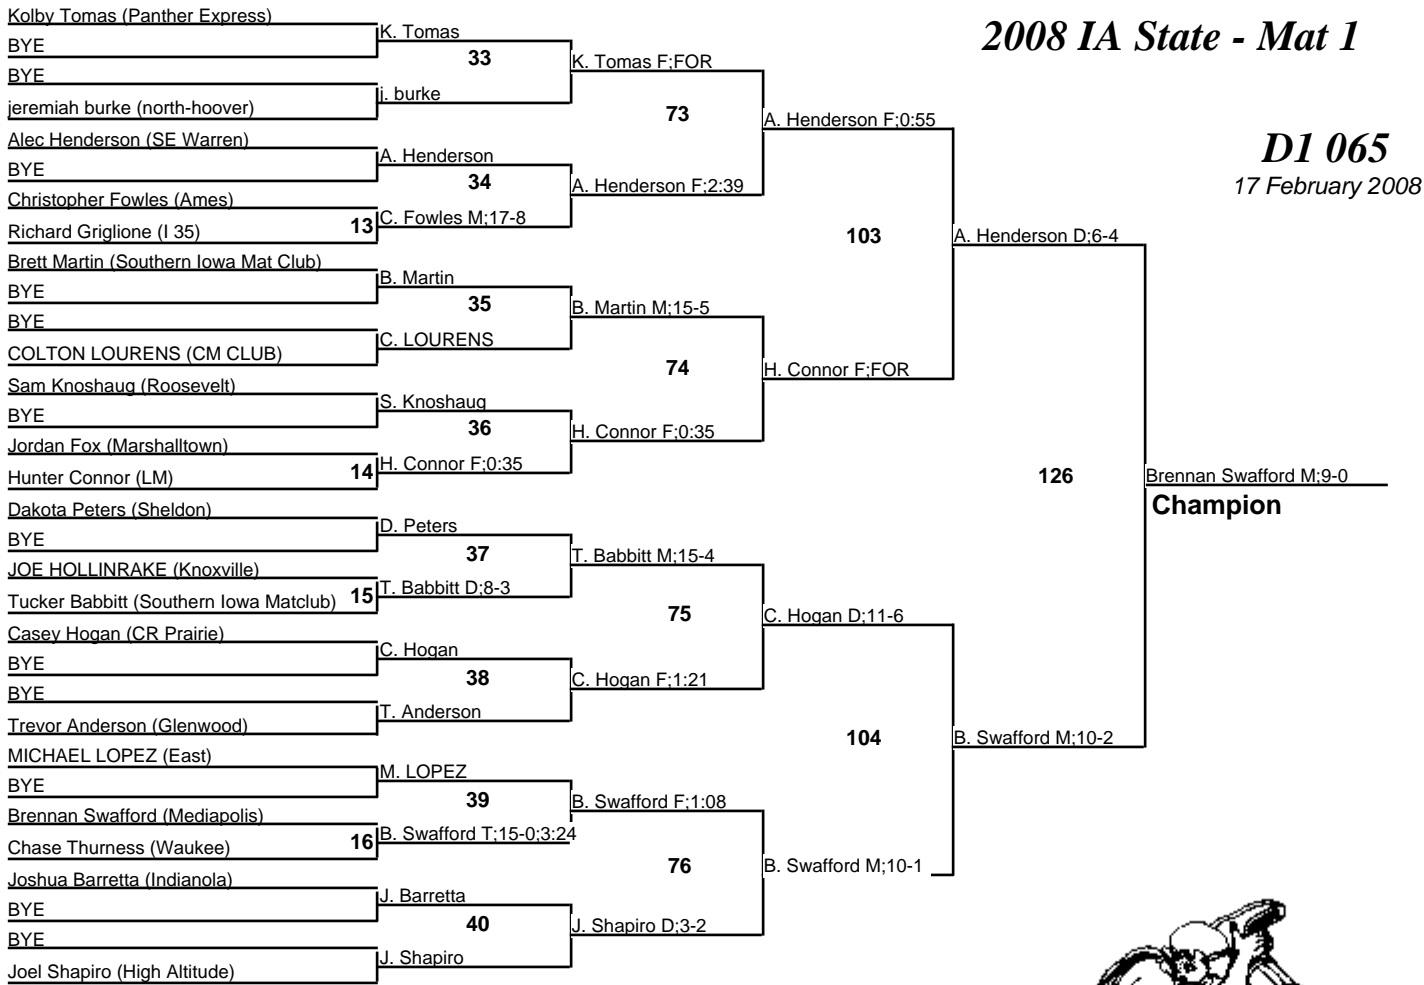 2008 IA State - Mat 1
D1 065
17 February 2008
Kolby Tomas (Panther Express)
BYE
BYE
jeremiah burke (north-hoover)
Alec Henderson (SE Warren)
BYE
Christopher Fowles (Ames)
Richard Griglione (I 35)
Brett Martin (Southern Iowa Mat Club)
BYE
BYE
COLTON LOURENS (CM CLUB)
Sam Knoshaug (Roosevelt)
BYE
Jordan Fox (Marshalltown)
Hunter Connor (LM)
Dakota Peters (Sheldon)
BYE
JOE HOLLINRAKE (Knoxville)
Tucker Babbitt (Southern Iowa Matclub)
Casey Hogan (CR Prairie)
BYE
BYE
Trevor Anderson (Glenwood)
MICHAEL LOPEZ (East)
BYE
Brennan Swafford (Mediapolis)
Chase Thurness (Waukee)
Joshua Barretta (Indianola)
BYE
BYE
Joel Shapiro (High Altitude)
13
14
15
16
K. Tomas
33
j. burke
A. Henderson
34
C. Fowles M;17-8
B. Martin
35
C. LOURENS
S. Knoshaug
36
H. Connor F;0:35
D. Peters
37
T. Babbitt D;8-3
C. Hogan
38
T. Anderson
M. LOPEZ
39
B. Swafford T;15-0;3:24
J. Barretta
40
J. Shapiro
K. Tomas F;FOR
73
A. Henderson F;2:39
B. Martin M;15-5
74
H. Connor F;0:35
T. Babbitt M;15-4
75
C. Hogan F;1:21
B. Swafford F;1:08
76
J. Shapiro D;3-2
A. Henderson F;0:55
103
H. Connor F;FOR
C. Hogan D;11-6
104
B. Swafford M;10-1
A. Henderson D;6-4
126
B. Swafford M;10-2
Brennan Swafford M;9-0
Champion